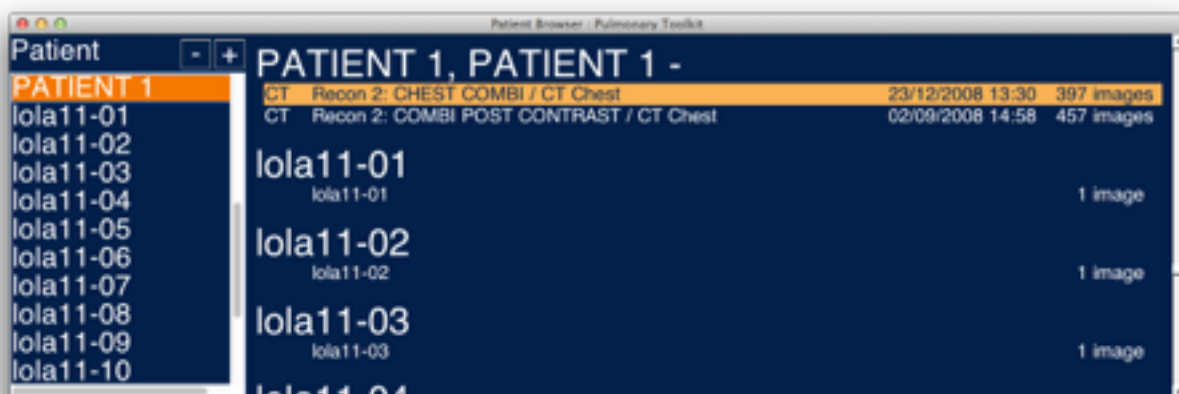 Patient Browser : Pulmonary Toolkit
Patient - +
PATIENT 1
lola11-01
lola11-02
lola11-03
lola11-04
lola11-05
lola11-06
lola11-07
lola11-08
lola11-09
lola11-10
PATIENT 1, PATIENT 1 -
CT Recon 2: CHEST COMBI / CT Chest 23/12/2008 13:30 397 images
CT Recon 2: COMBI POST CONTRAST / CT Chest 02/09/2008 14:58 457 images
lola11-01
lola11-01 1 image
lola11-02
lola11-02 1 image
lola11-03
lola11-03 1 image
lola11-04